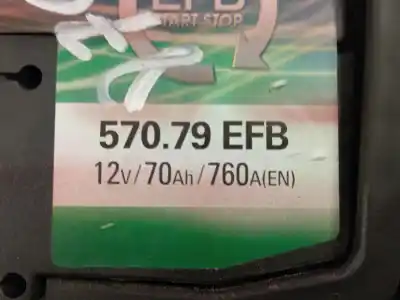 EFB
START STOP
570.79 EFB
12V/70Ah/760A(EN)